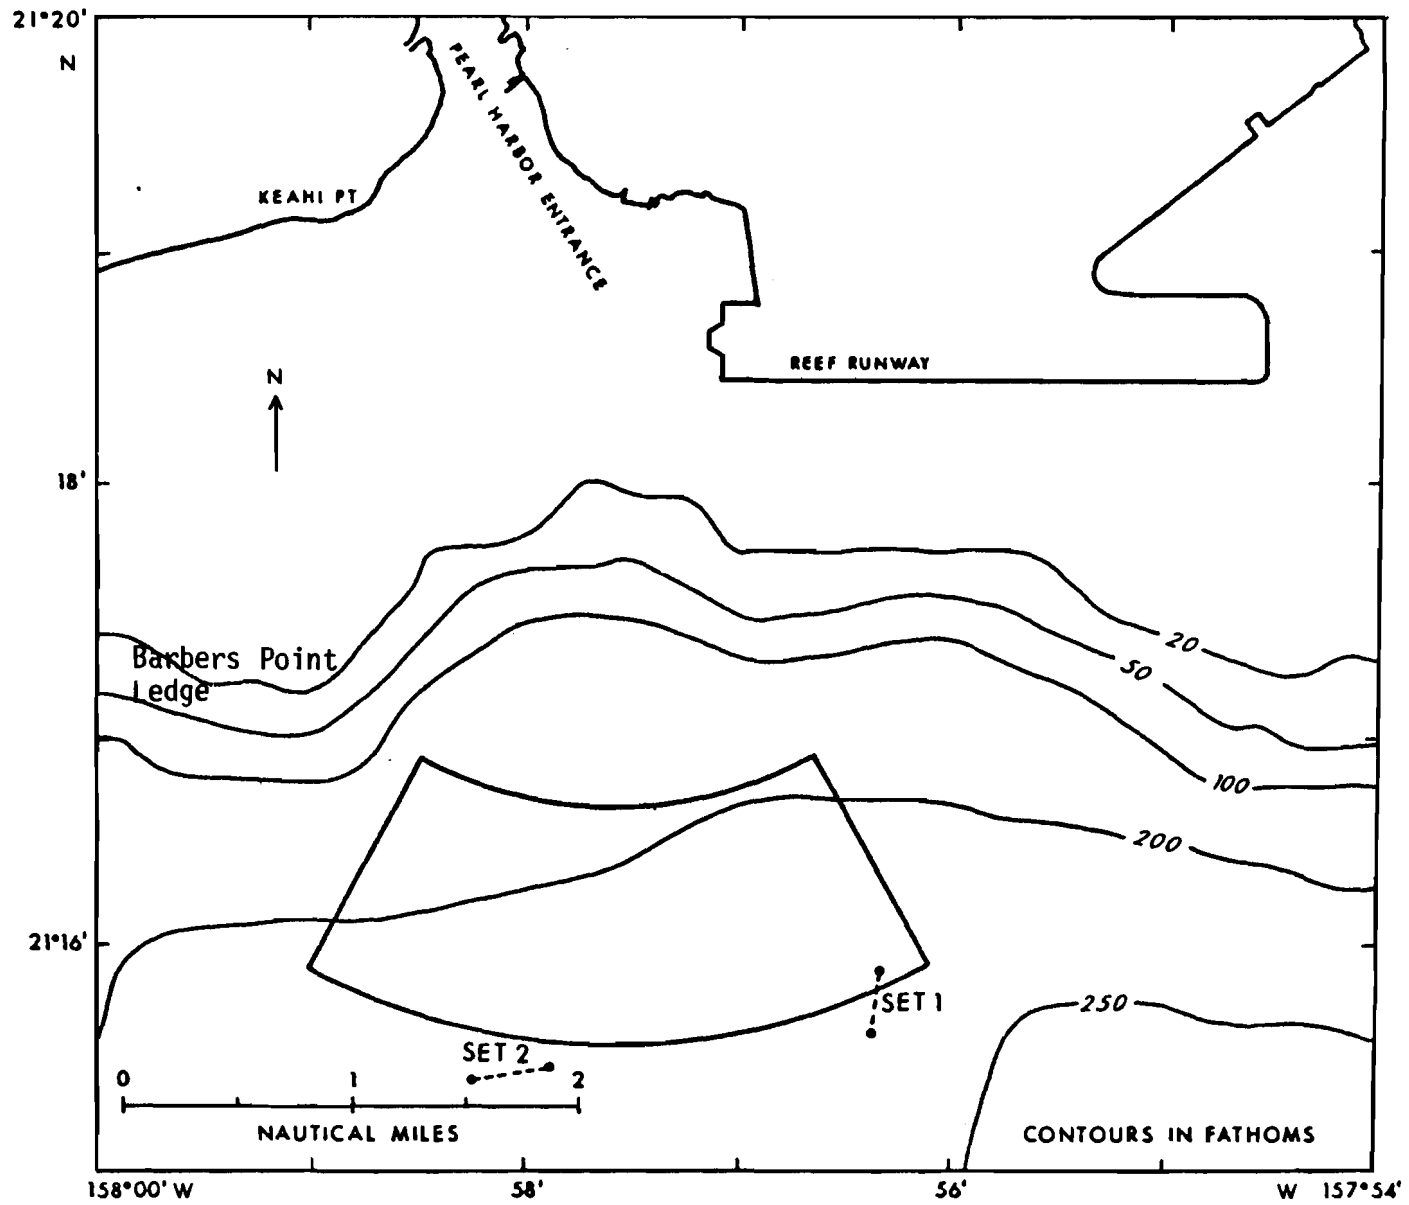 21°20'
N
PEARL HARBOR ENTRANCE
KEAHI PT
REEF RUNWAY
N
18'
20
Barbers Point
Ledge
50
100
200
21°16'
SET 1
250
SET 2
0 1 2
NAUTICAL MILES
CONTOURS IN FATHOMS
158°00' W 58' 56' W 157°54'